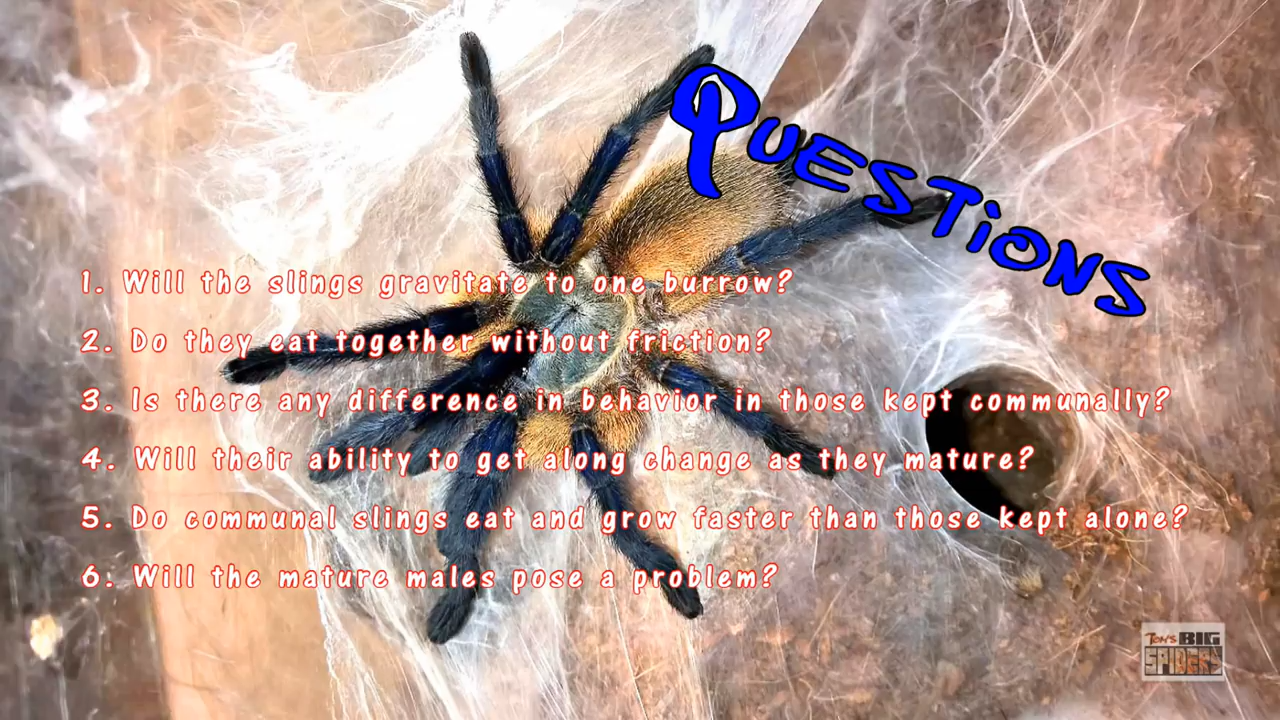 Questions
1. Will the slings gravitate to one burrow?
2. Do they eat together without friction?
3. Is there any difference in behavior in those kept communally?
4. Will their ability to get along change as they mature?
5. Do communal slings eat and grow faster than those kept alone?
6. Will the mature males pose a problem?
Tom's BIG
SPIDERS